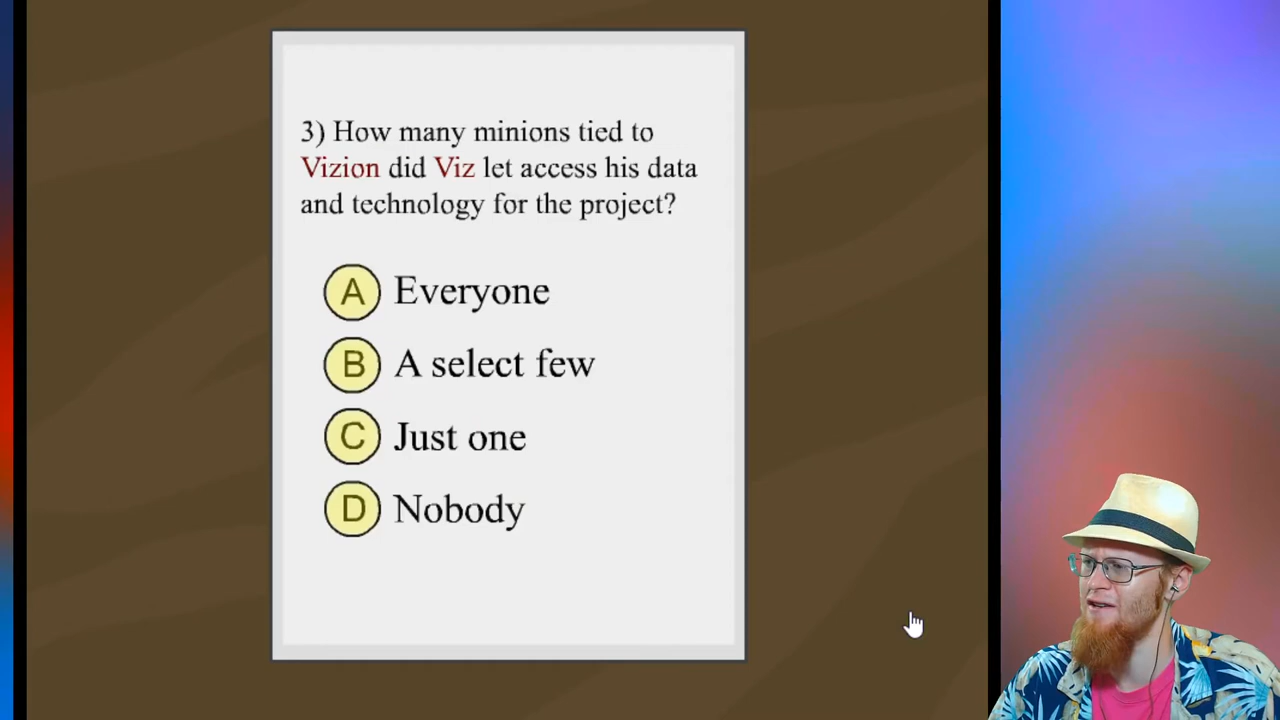 3) How many minions tied to
Vizion did Viz let access his data
and technology for the project?
A Everyone
B A select few
C Just one
D Nobody